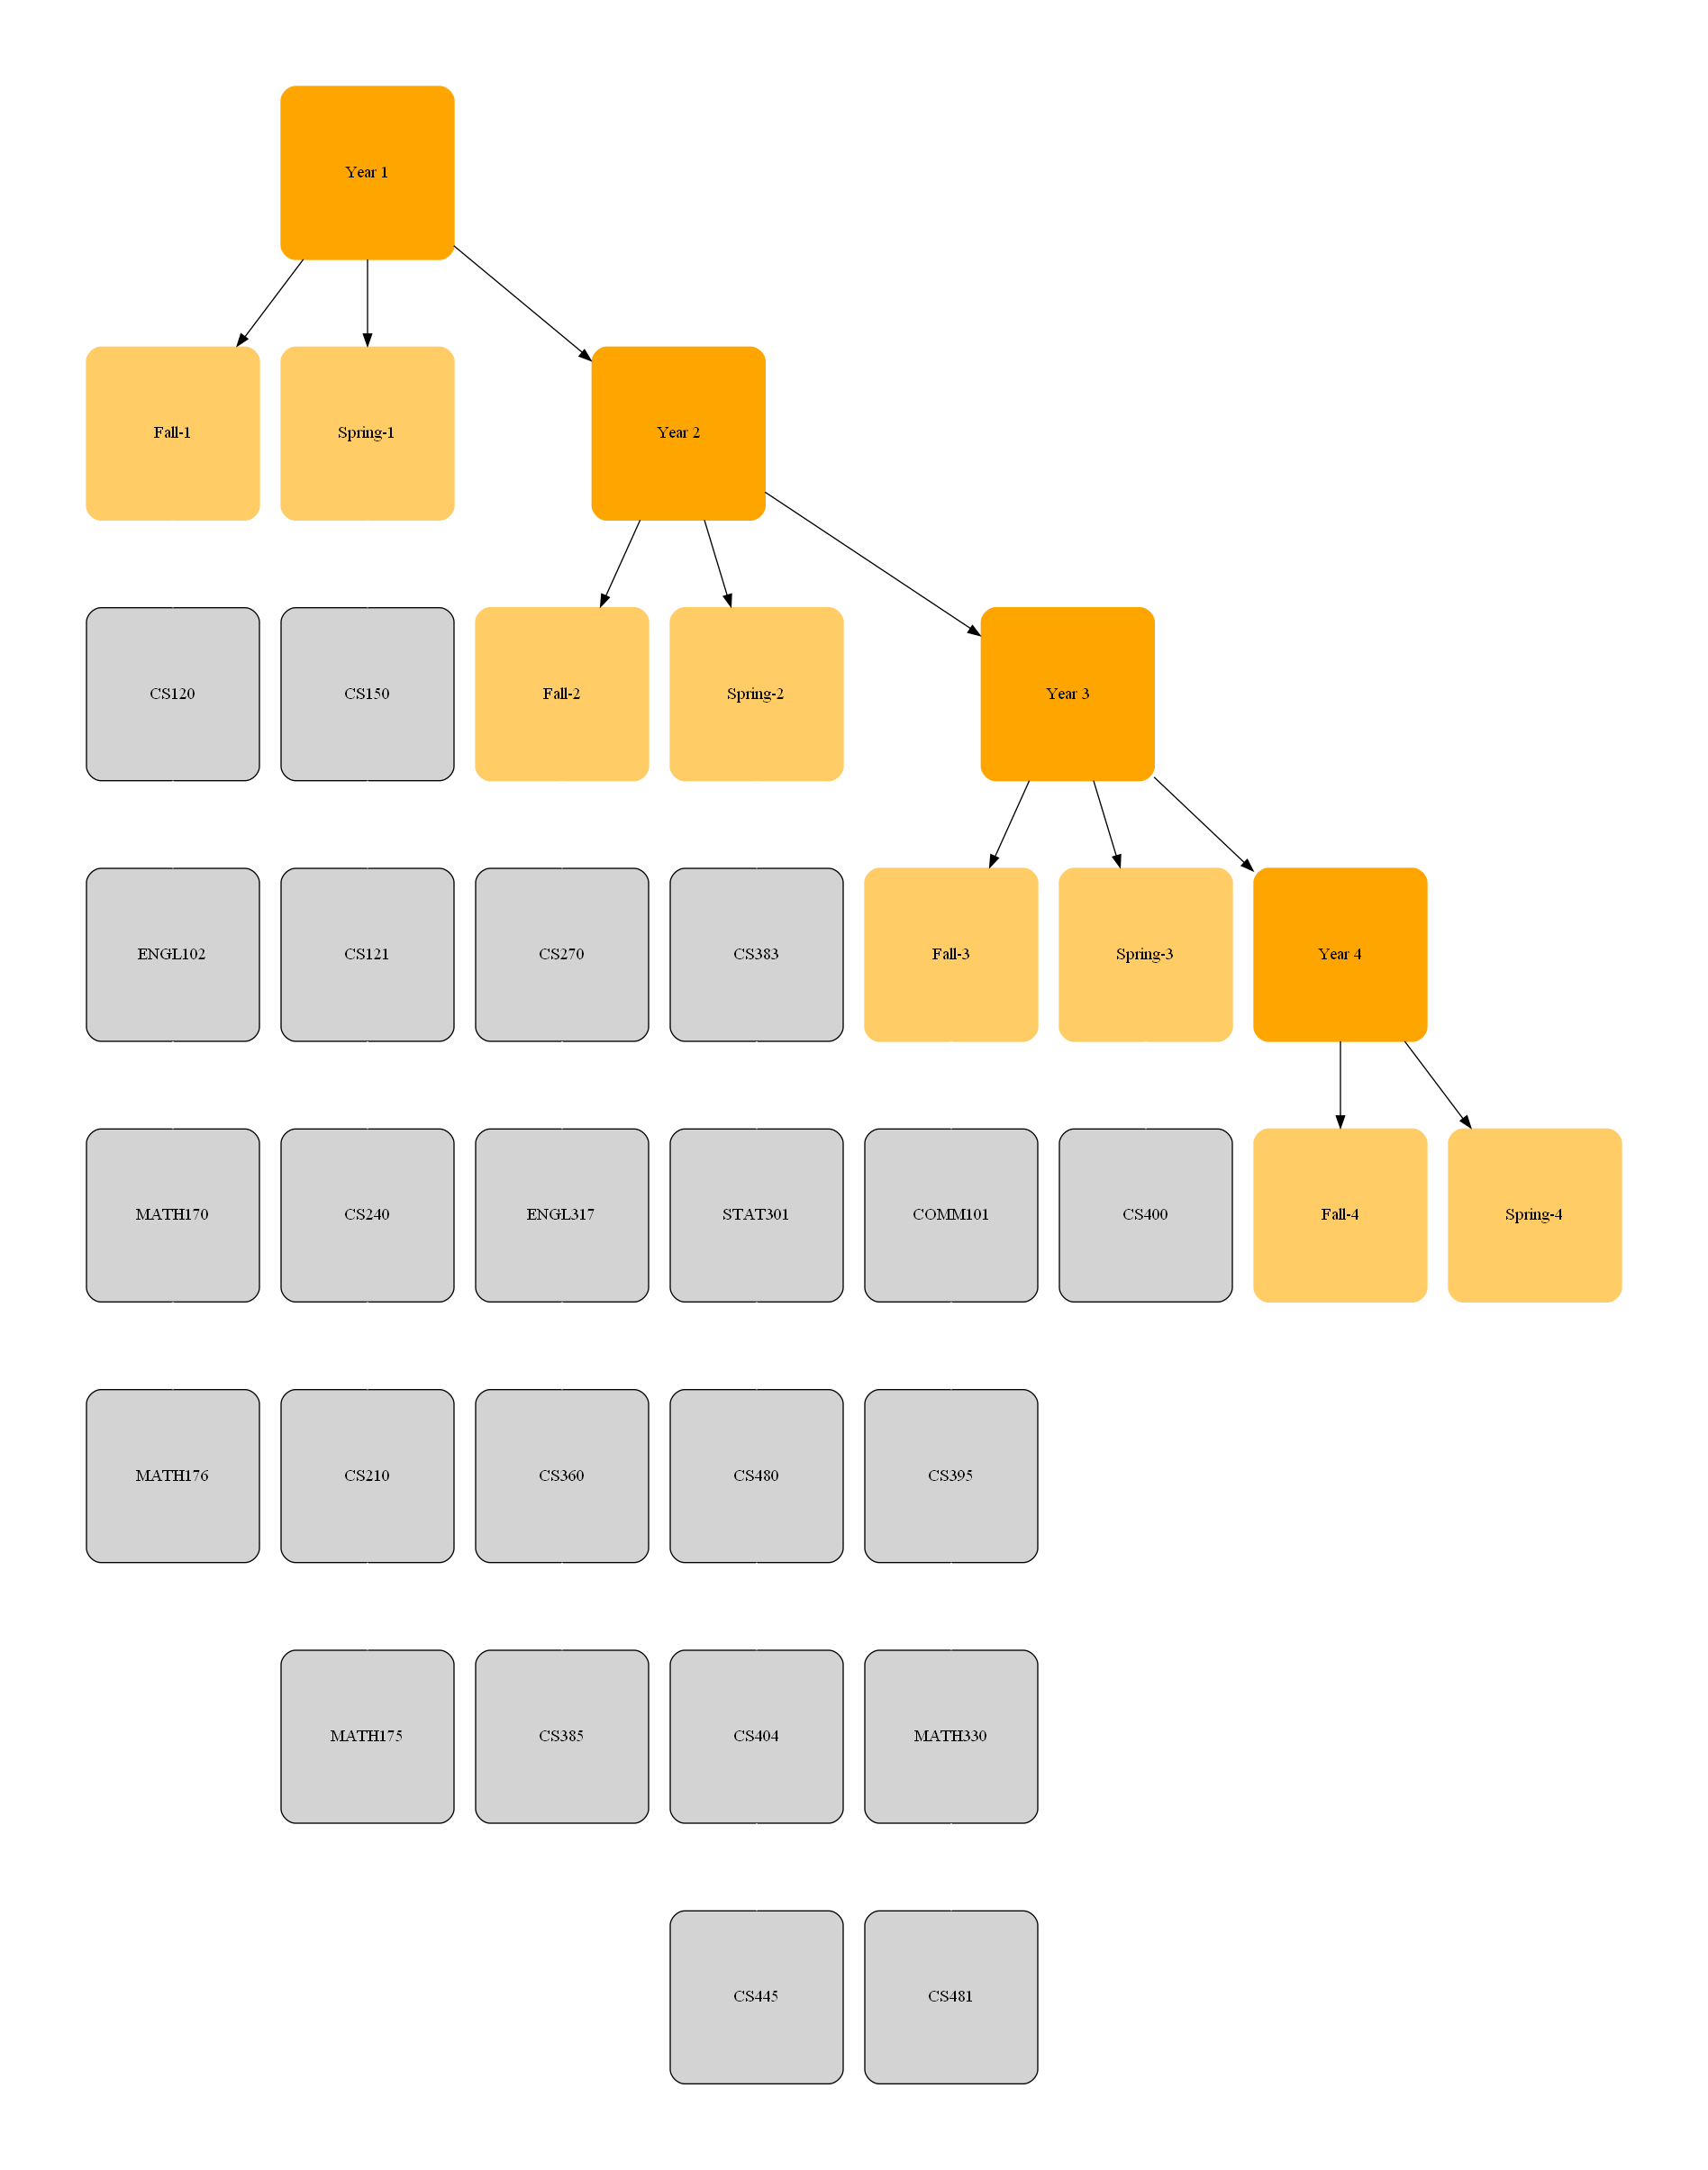 Year 1
Fall-1
Spring-1
Year 2
CS120
CS150
Fall-2
Spring-2
Year 3
ENGL102
CS121
CS270
CS383
Fall-3
Spring-3
Year 4
MATH170
CS240
ENGL317
STAT301
COMM101
CS400
Fall-4
Spring-4
MATH176
CS210
CS360
CS480
CS395
MATH175
CS385
CS404
MATH330
CS445
CS481